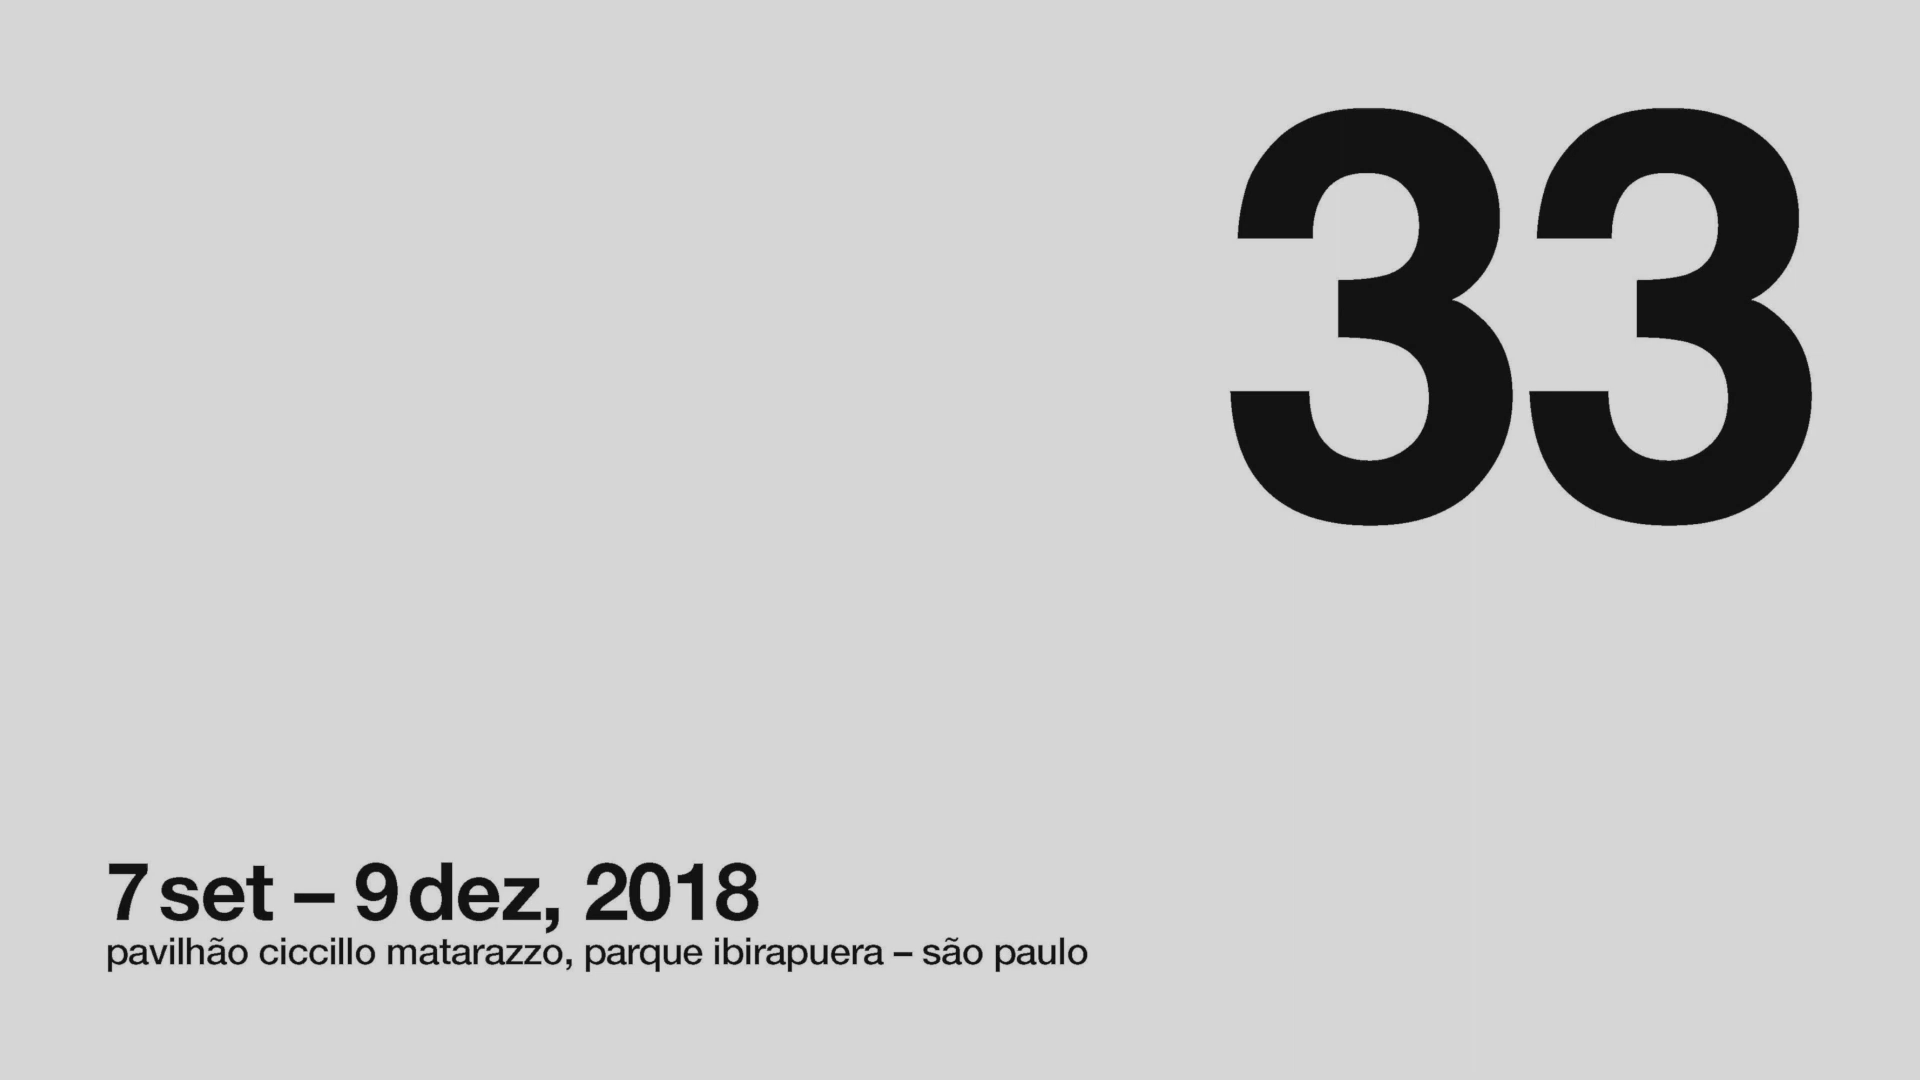 33
7 set – 9 dez, 2018
pavilhão ciccillo matarazzo, parque ibirapuera – são paulo